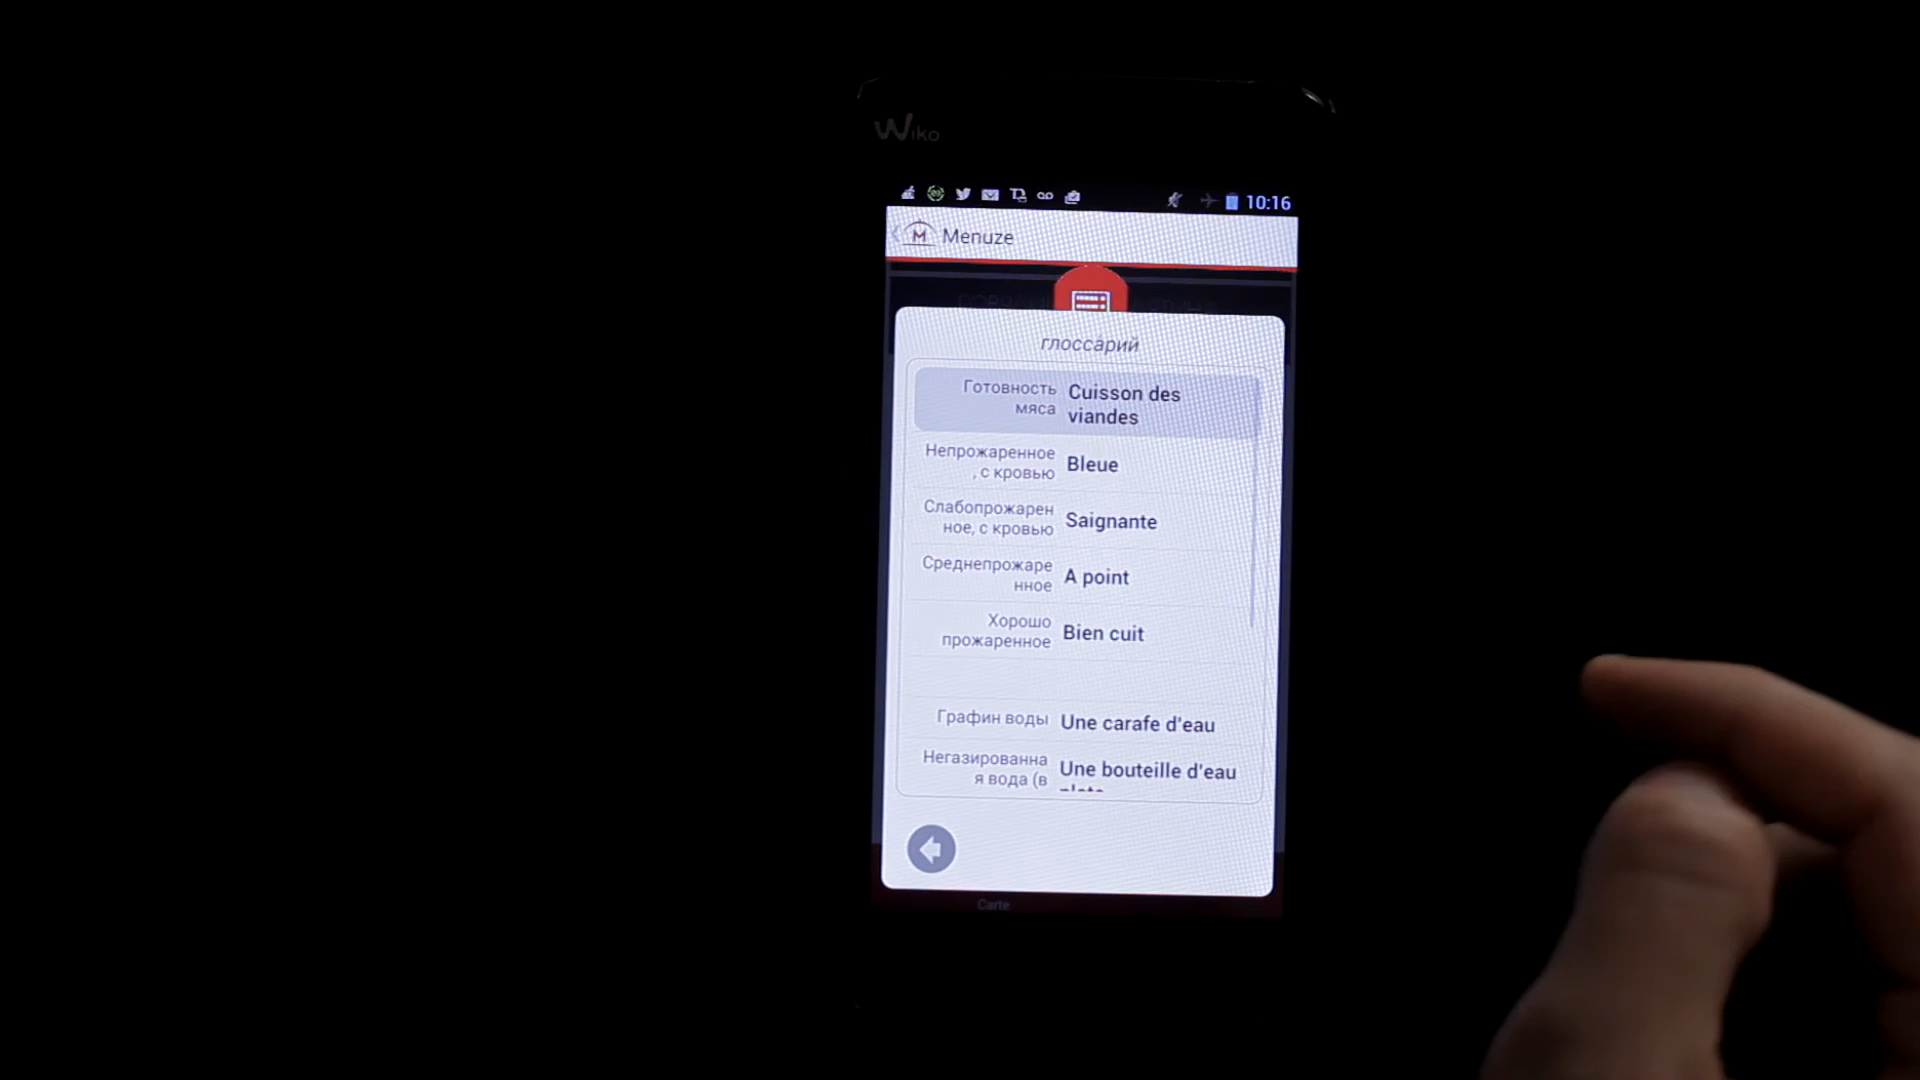 Wiko
10:16
M
Menuze
глоссарий
Готовность
мяса
Cuisson des
viandes
Непрожаренное
, с кровью
Bleue
Слабопрожарен
ное, с кровью
Saignante
Среднепрожаре
нное
A point
Хорошо
прожаренное
Bien cuit
Графин воды
Une carafe d'eau
Негазированна
я вода (в
Une bouteille d'eau
Carte